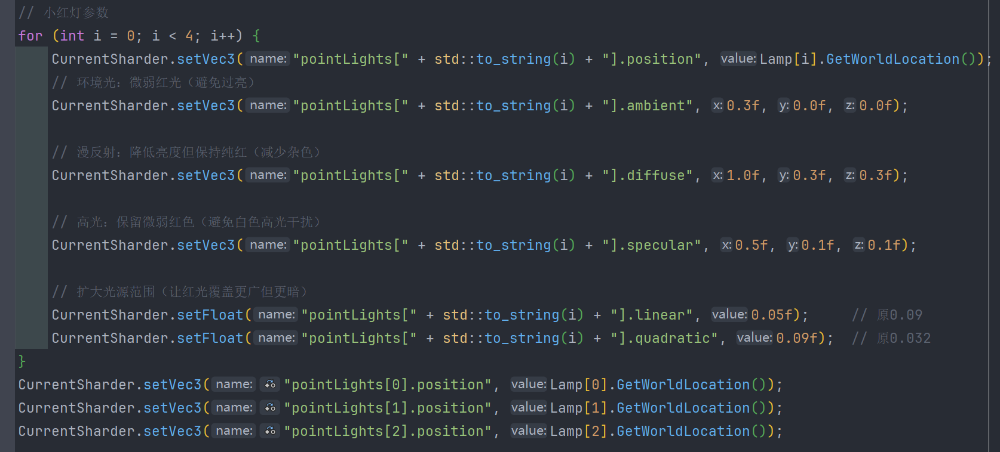 // 小红灯参数
for (int i = 0; i < 4; i++) {
CurrentSharder.setVec3( name: "pointLights[" + std::to_string(i) + "].position", value: Lamp[i].GetWorldLocation());
// 环境光：微弱红光（避免过亮）
CurrentSharder.setVec3( name: "pointLights[" + std::to_string(i) + "].ambient", x: 0.3f, y: 0.0f, z: 0.0f);
// 漫反射：降低亮度但保持纯红（减少杂色）
CurrentSharder.setVec3( name: "pointLights[" + std::to_string(i) + "].diffuse", x: 1.0f, y: 0.3f, z: 0.3f);
// 高光：保留微弱红色（避免白色高光干扰）
CurrentSharder.setVec3( name: "pointLights[" + std::to_string(i) + "].specular", x: 0.5f, y: 0.1f, z: 0.1f);
// 扩大光源范围（让红光覆盖更广但更暗）
CurrentSharder.setFloat( name: "pointLights[" + std::to_string(i) + "].linear", value: 0.05f); // 原0.09
CurrentSharder.setFloat( name: "pointLights[" + std::to_string(i) + "].quadratic", value: 0.09f); // 原0.032
}
CurrentSharder.setVec3( name: "pointLights[0].position", value: Lamp[0].GetWorldLocation());
CurrentSharder.setVec3( name: "pointLights[1].position", value: Lamp[1].GetWorldLocation());
CurrentSharder.setVec3( name: "pointLights[2].position", value: Lamp[2].GetWorldLocation());